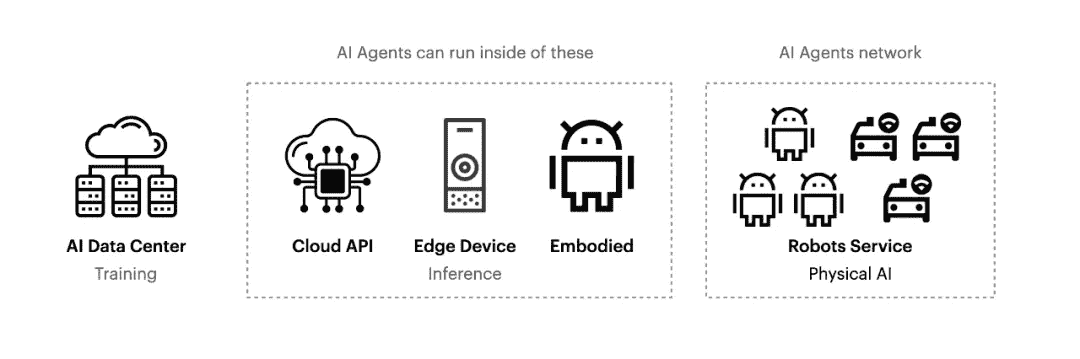 AI Agents can run inside of these
AI Agents network
AI Data Center
Training
Cloud API
Edge Device
Embodied
Inference
Robots Service
Physical AI